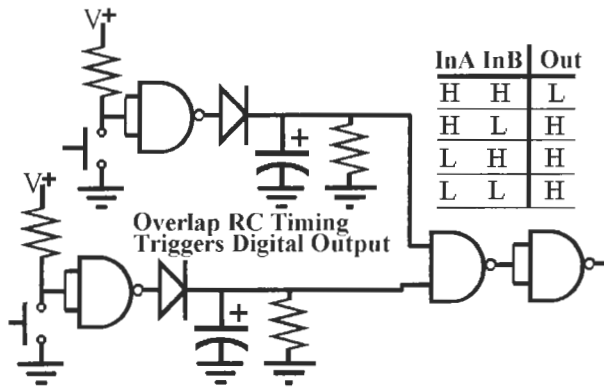 V+
InA InB Out
H H L
H L H
L H H
L L H
+
V+
Overlap RC Timing
Triggers Digital Output
+